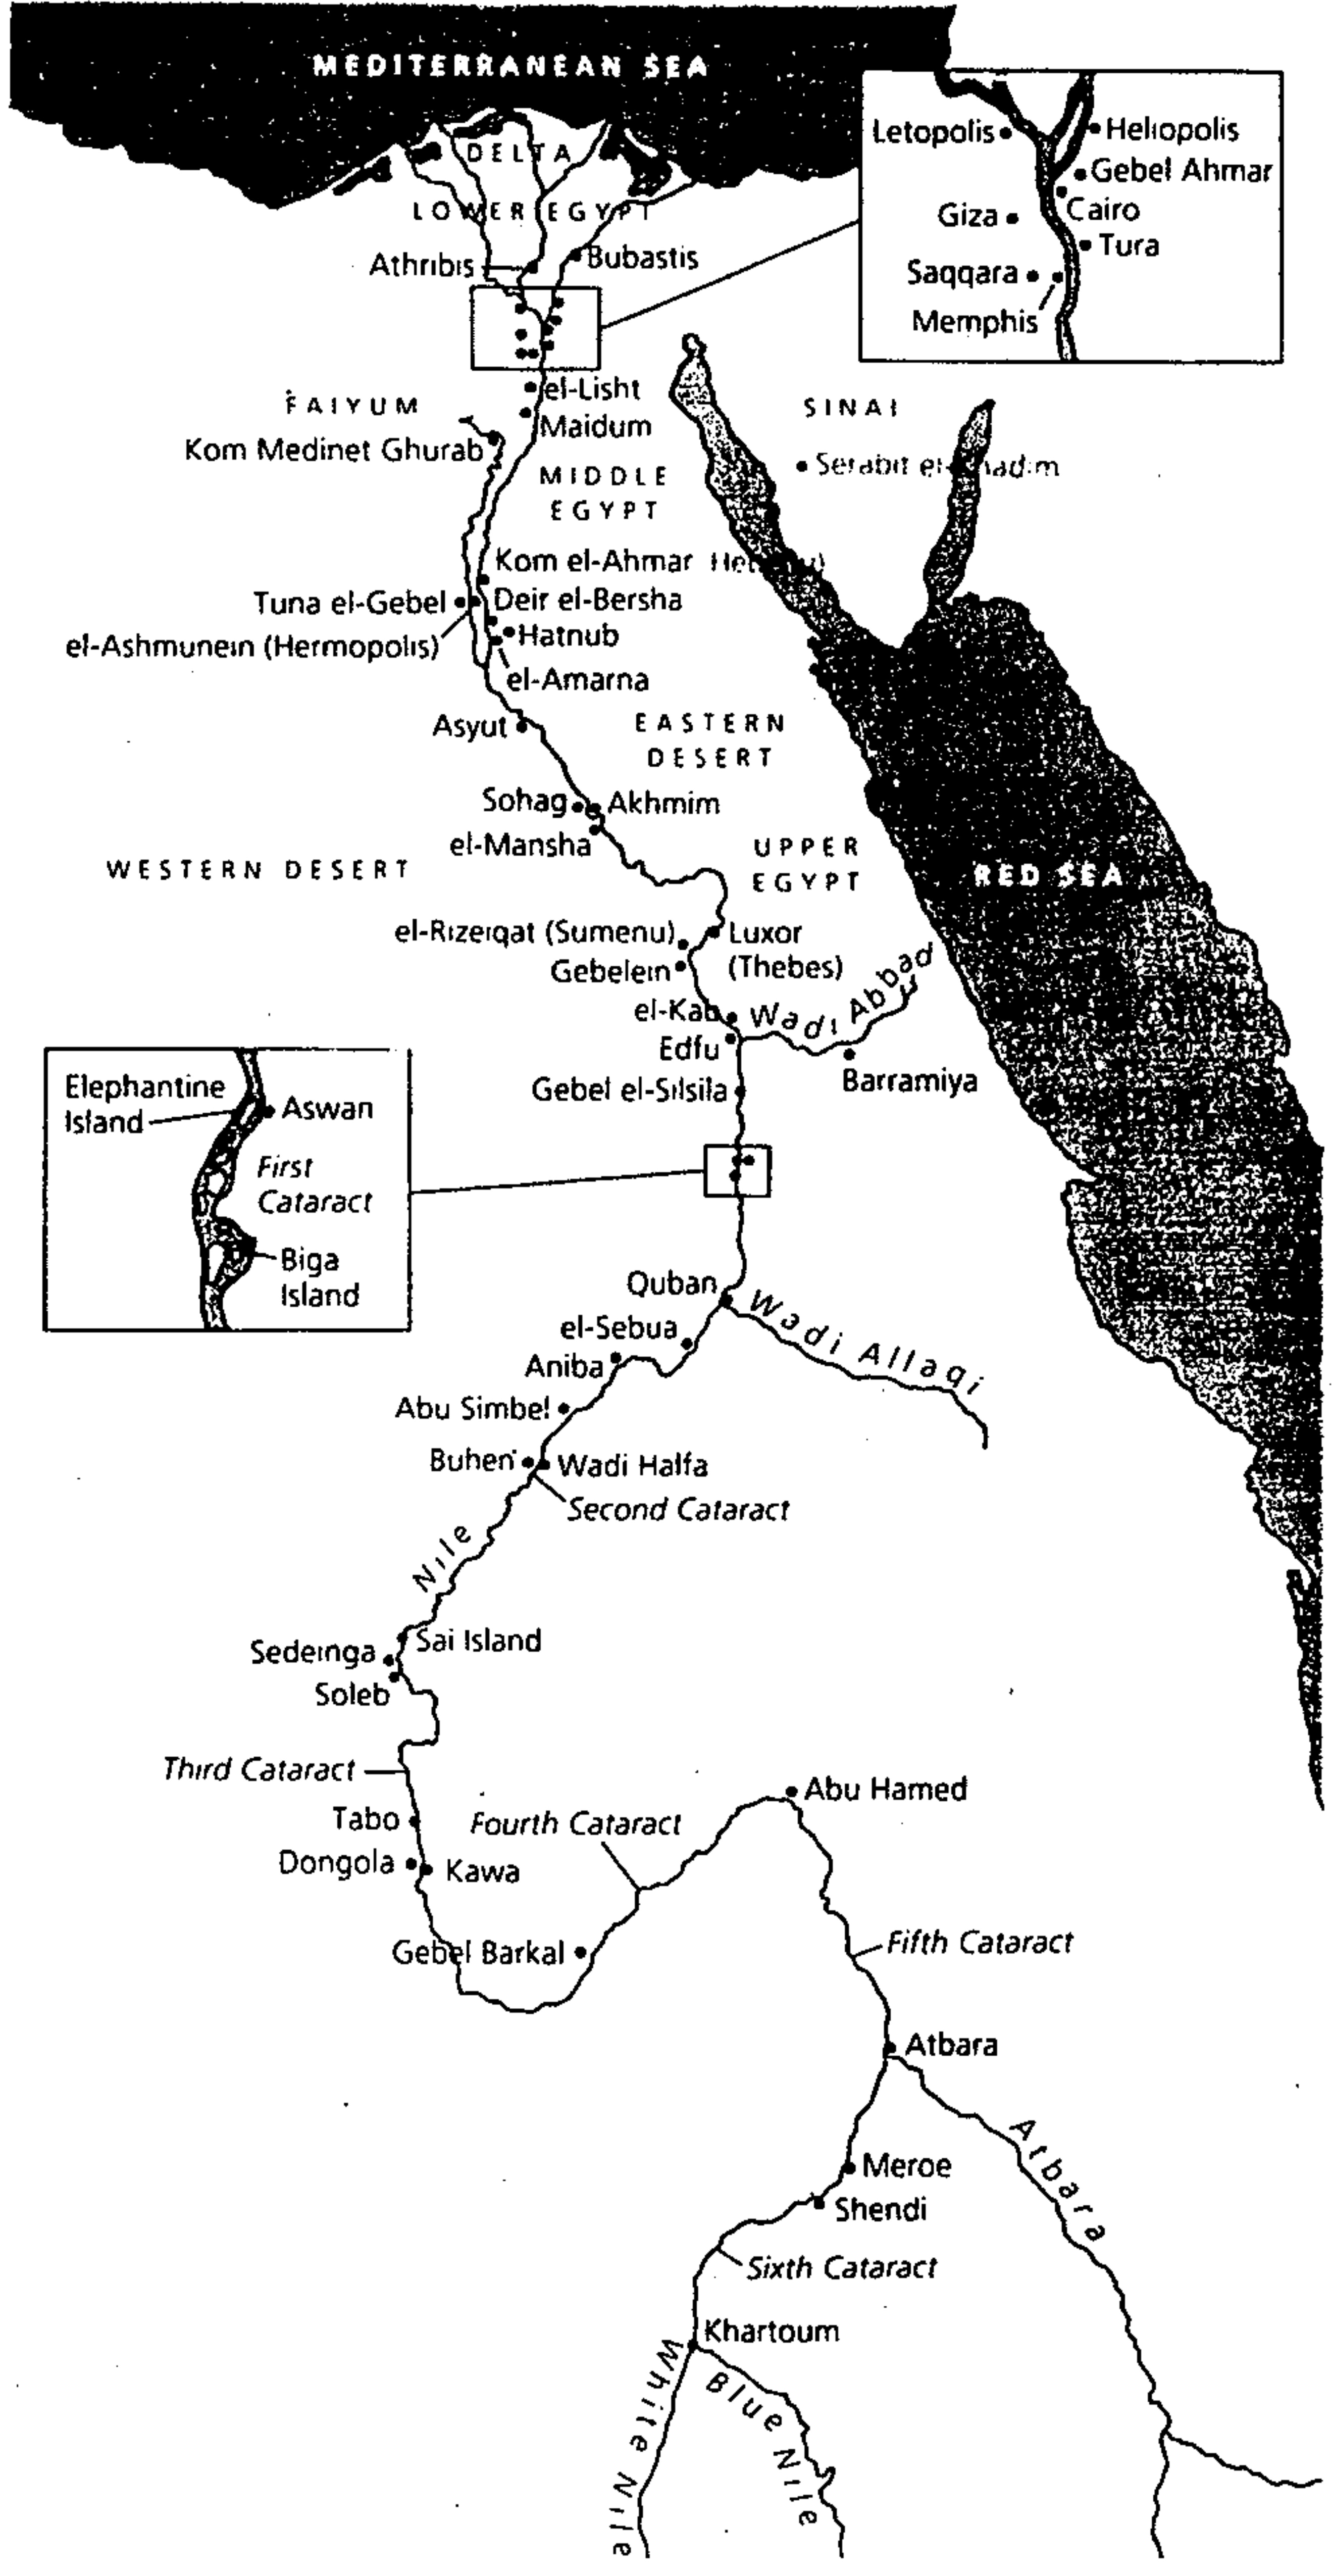 MEDITERRANEAN SEA
DELTA
LOWER EGYPT
Athribis
Bubastis
Letopolis
Heliopolis
Gebel Ahmar
Cairo
Giza
Tura
Saqqara
Memphis
el-Lisht
FAIYUM
Maidum
SINAI
Kom Medinet Ghurab
MIDDLE
EGYPT
Serabit
Kom el-Ahmar
Tuna el-Gebel
Deir el-Bersha
el-Ashmunein (Hermopolis)
Hatnub
el-Amarna
Asyut
EASTERN
DESERT
Sohag
Akhmim
el-Mansha
WESTERN DESERT
UPPER
EGYPT
RED SEA
el-Rizeiqat (Sumenu)
Luxor
(Thebes)
Gebelein
el-Kab
Wadi Abbad
Edfu
Barramiya
Gebel el-Silsila
Elephantine
Island
Aswan
First
Cataract
Biga
Island
Quban
Wadi Allaqi
el-Sebua
Aniba
Abu Simbel
Buhen
Wadi Halfa
Second Cataract
Nile
Sai Island
Sedeinga
Soleb
Third Cataract
Abu Hamed
Tabo
Fourth Cataract
Dongola
Kawa
Gebel Barkal
Fifth Cataract
Atbara
Atbara
Meroe
Shendi
Sixth Cataract
Khartoum
White Nile
Blue Nile